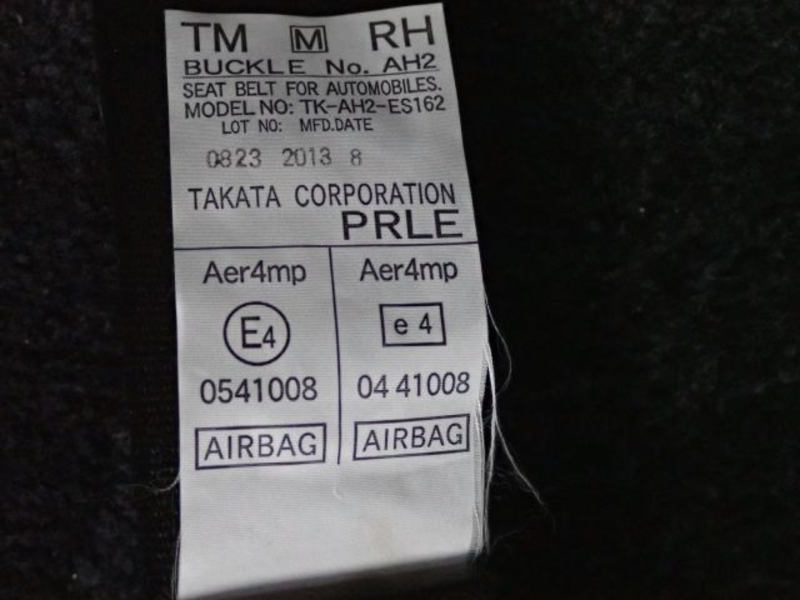 TM M RH
BUCKLE No. AH2
SEAT BELT FOR AUTOMOBILES.
MODEL NO: TK-AH2-ES162
LOT NO: MFD.DATE
0823 2013 8
TAKATA CORPORATION
PRLE
Aer4mp Aer4mp
E4 e 4
0541008 04 41008
AIRBAG AIRBAG